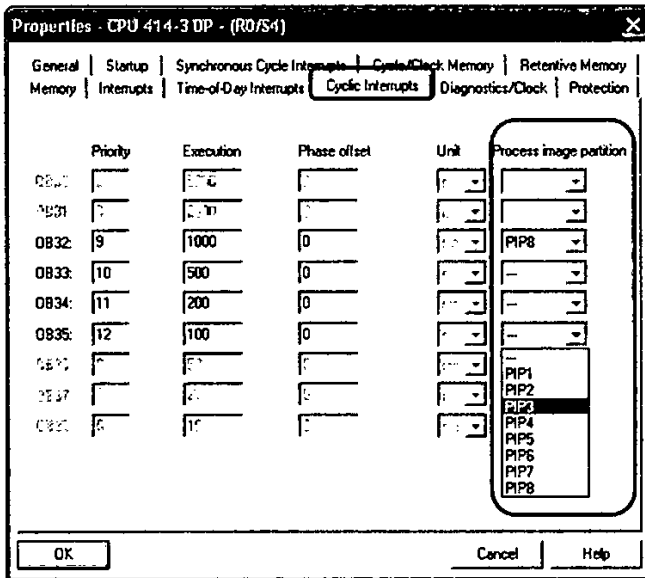 Properties - CPU 414-3 DP - (R0/S4)
General Startup Synchronous Cycle Interrupts Cycle/Clock Memory Retentive Memory
Memory Interrupts Time-of-Day Interrupts Cyclic Interrupts Diagnostics/Clock Protection
Priority Execution Phase offset Unit Process image partition
OB32: 9 1000 0 PIP8
OB33: 10 500 0 ---
OB34: 11 200 0 ---
OB35: 12 100 0 ---
---
PIP1
PIP2
PIP3
PIP4
PIP5
PIP6
PIP7
PIP8
OK Cancel Help